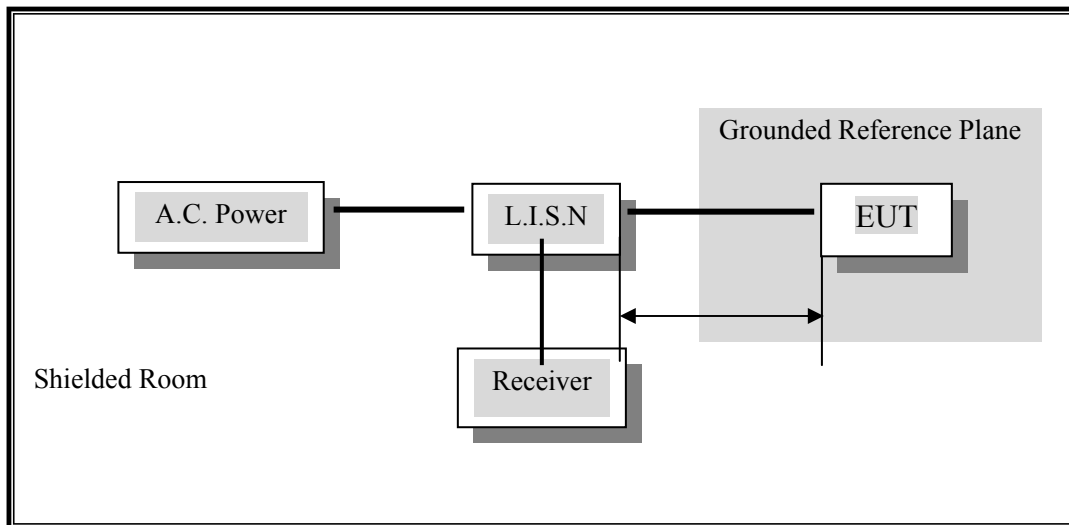 Grounded Reference Plane
A.C. Power
L.I.S.N
EUT
Receiver
Shielded Room